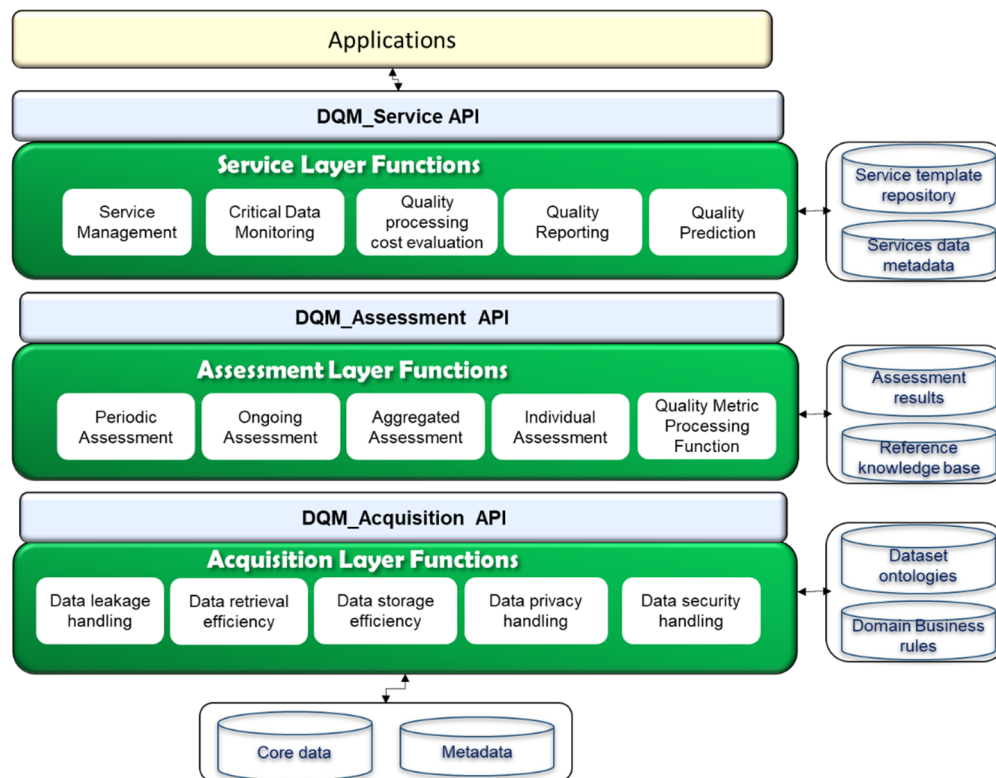 Applications
DQM_Service API
Service Layer Functions
Service
Management
Critical Data
Monitoring
Quality
processing
cost evaluation
Quality
Reporting
Quality
Prediction
Service template
repository
Services data
metadata
DQM_Assessment API
Assessment Layer Functions
Periodic
Assessment
Ongoing
Assessment
Aggregated
Assessment
Individual
Assessment
Quality Metric
Processing
Function
Assessment
results
Reference
knowledge base
DQM_Acquisition API
Acquisition Layer Functions
Data leakage
handling
Data retrieval
efficiency
Data storage
efficiency
Data privacy
handling
Data security
handling
Dataset
ontologies
Domain Business
rules
Core data
Metadata